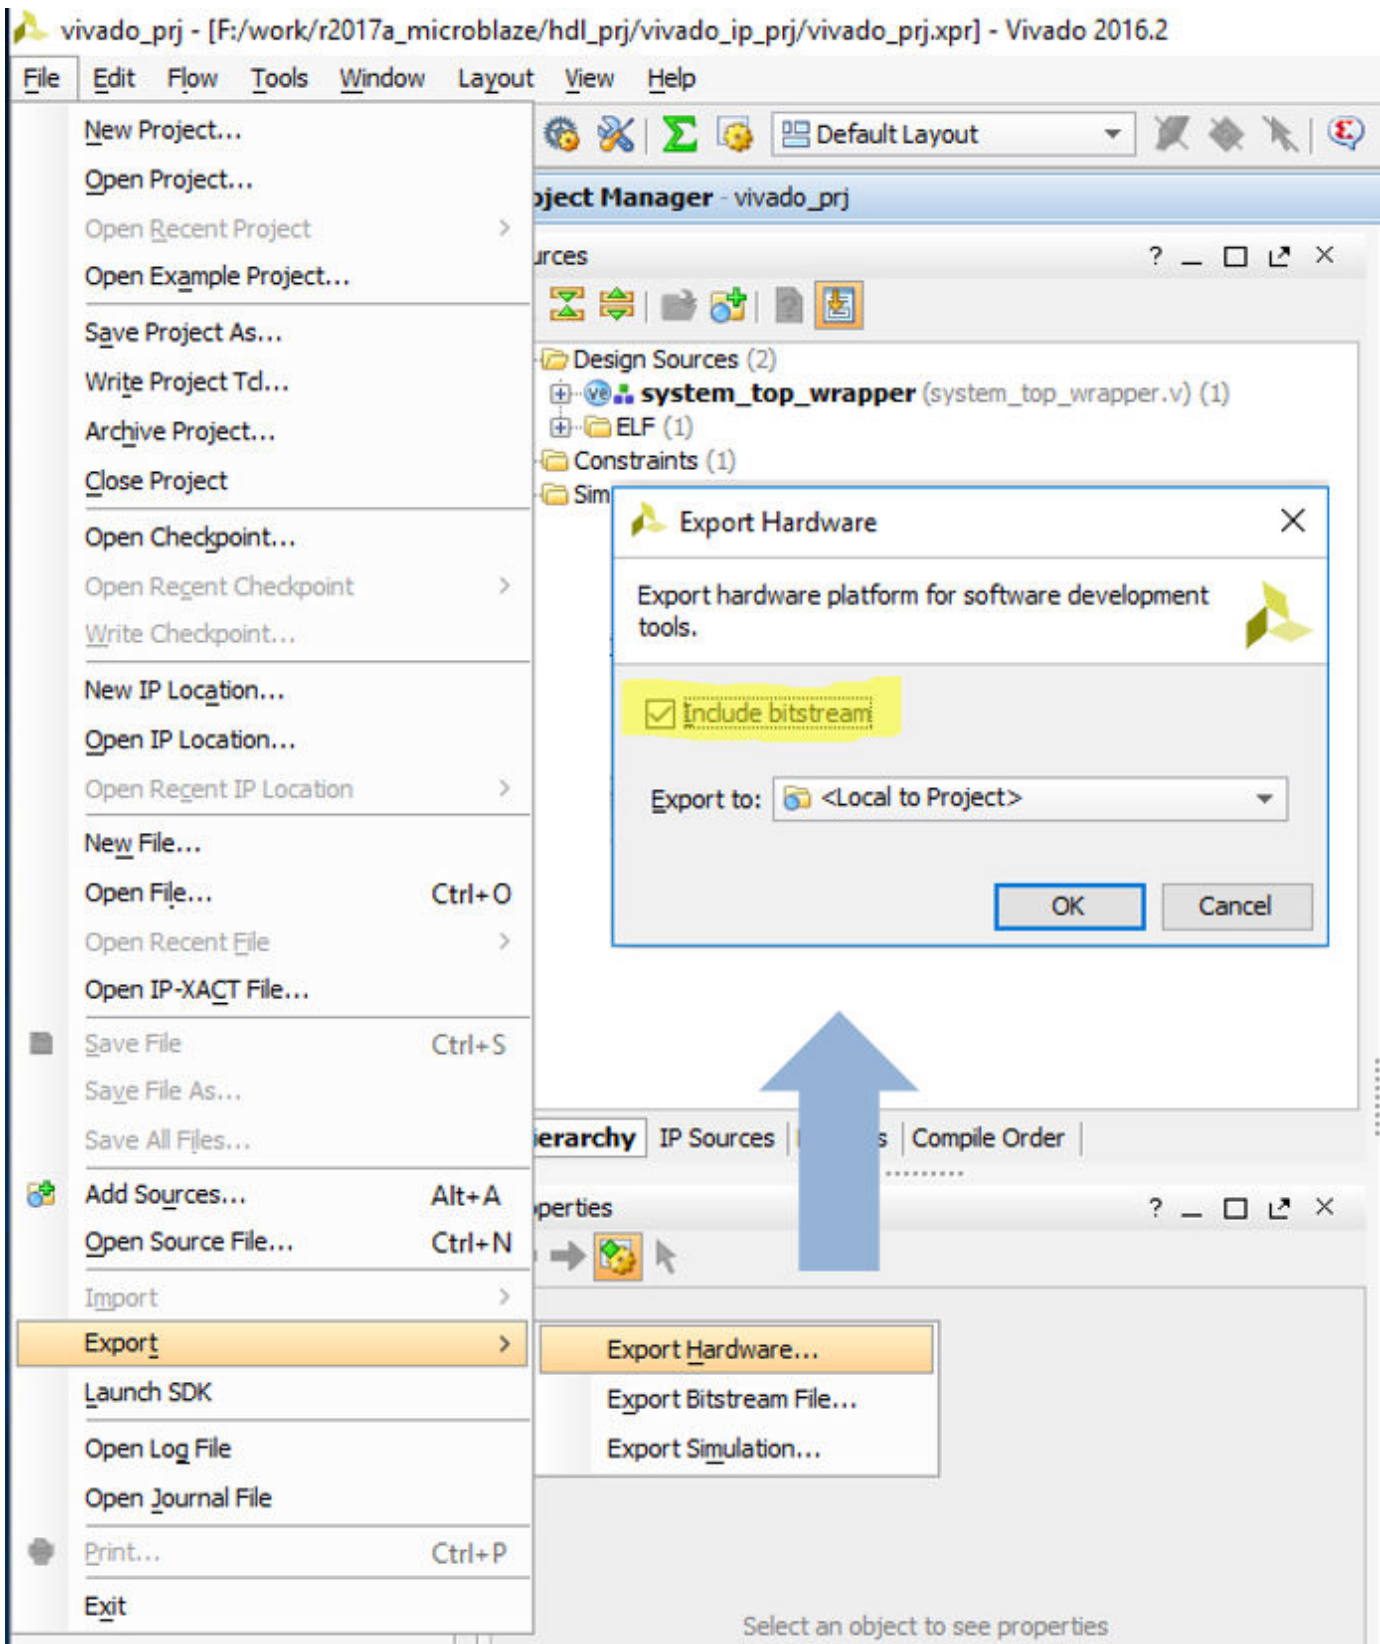 vivado_prj - [F:/work/r2017a_microblaze/hdl_prj/vivado_ip_prj/vivado_prj.xpr] - Vivado 2016.2
File Edit Flow Tools Window Layout View Help
New Project...
Open Project...
Open Recent Project
Open Example Project...
Save Project As...
Write Project Tcl...
Archive Project...
Close Project
Open Checkpoint...
Open Recent Checkpoint
Write Checkpoint...
New IP Location...
Open IP Location...
Open Recent IP Location
New File...
Open File... Ctrl+O
Open Recent File
Open IP-XACT File...
Save File Ctrl+S
Save File As...
Save All Files...
Add Sources... Alt+A
Open Source File... Ctrl+N
Import
Export
Launch SDK
Open Log File
Open Journal File
Print... Ctrl+P
Exit
Export Hardware...
Export Bitstream File...
Export Simulation...
Default Layout
oject Manager - vivado_prj
urces
Design Sources (2)
system_top_wrapper (system_top_wrapper.v) (1)
ELF (1)
Constraints (1)
Sim
Export Hardware
Export hardware platform for software development
tools.
Include bitstream
Export to: <Local to Project>
OK Cancel
ierarchy IP Sources s Compile Order
perties
Select an object to see properties